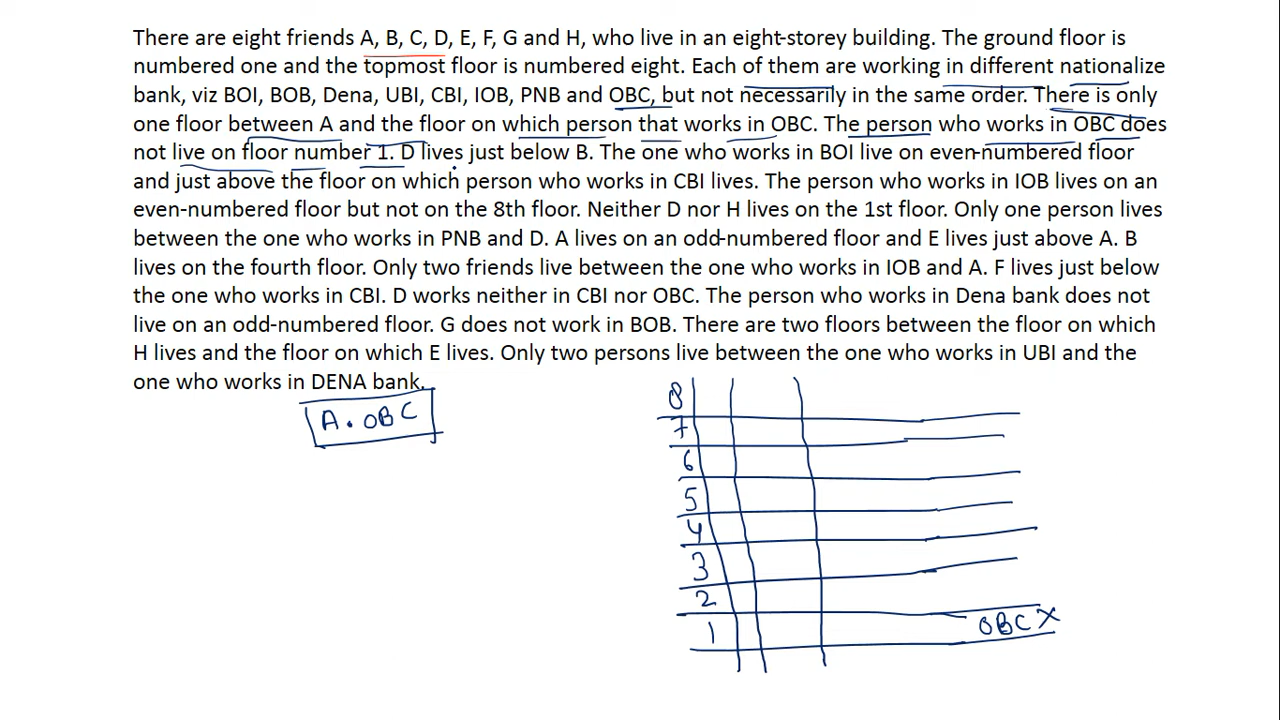 There are eight friends A, B, C, D, E, F, G and H, who live in an eight-storey building. The ground floor is
numbered one and the topmost floor is numbered eight. Each of them are working in different nationalize
bank, viz BOI, BOB, Dena, UBI, CBI, IOB, PNB and OBC, but not necessarily in the same order. There is only
one floor between A and the floor on which person that works in OBC. The person who works in OBC does
not live on floor number 1. D lives just below B. The one who works in BOI live on even-numbered floor
and just above the floor on which person who works in CBI lives. The person who works in IOB lives on an
even-numbered floor but not on the 8th floor. Neither D nor H lives on the 1st floor. Only one person lives
between the one who works in PNB and D. A lives on an odd-numbered floor and E lives just above A. B
lives on the fourth floor. Only two friends live between the one who works in IOB and A. F lives just below
the one who works in CBI. D works neither in CBI nor OBC. The person who works in Dena bank does not
live on an odd-numbered floor. G does not work in BOB. There are two floors between the floor on which
H lives and the floor on which E lives. Only two persons live between the one who works in UBI and the
one who works in DENA bank.
A . OBC
8
7
6
5
4
3
2
1 OBC X